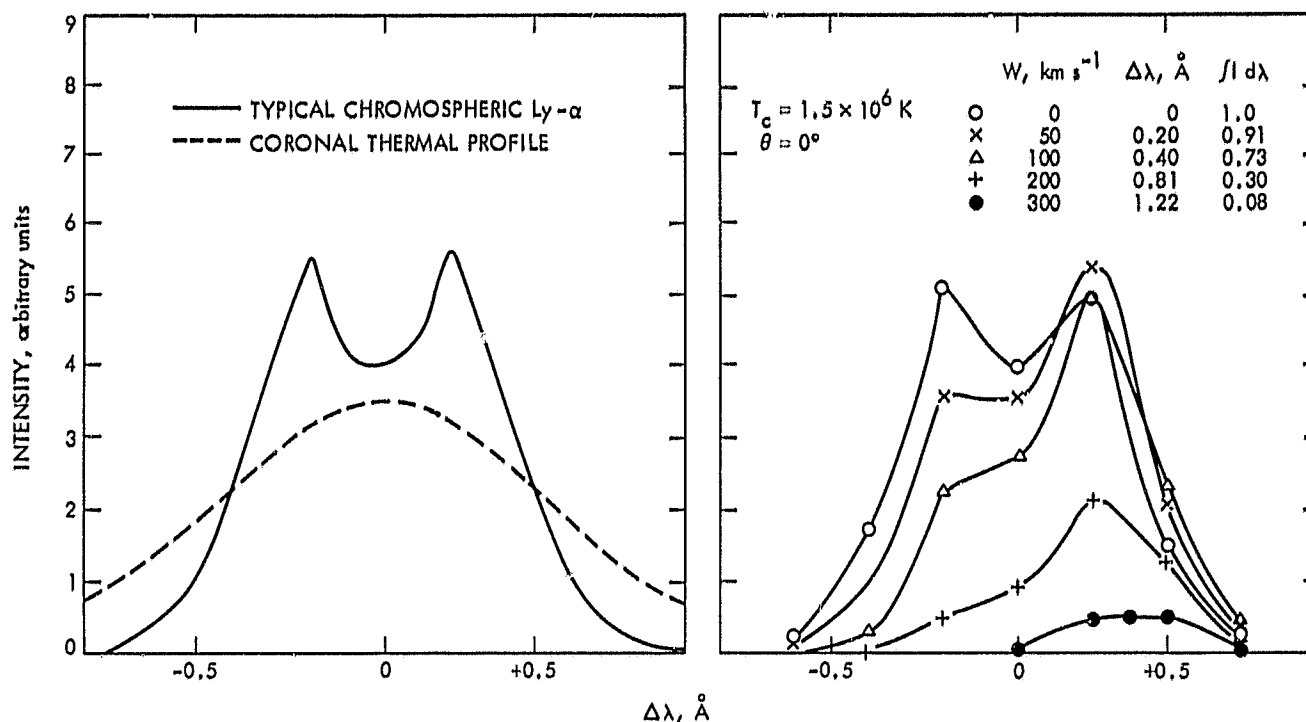 9
8
7
6
5
4
3
2
1
0
INTENSITY, arbitrary units
TYPICAL CHROMOSPHERIC Ly-α
CORONAL THERMAL PROFILE
-0.5
0
+0.5
T_c = 1.5 × 10⁶ K
θ = 0°
W, km s⁻¹ Δλ, Å ∫I dλ
0 0 1.0
50 0.20 0.91
100 0.40 0.73
200 0.81 0.30
300 1.22 0.08
-0.5
0
+0.5
Δλ, Å